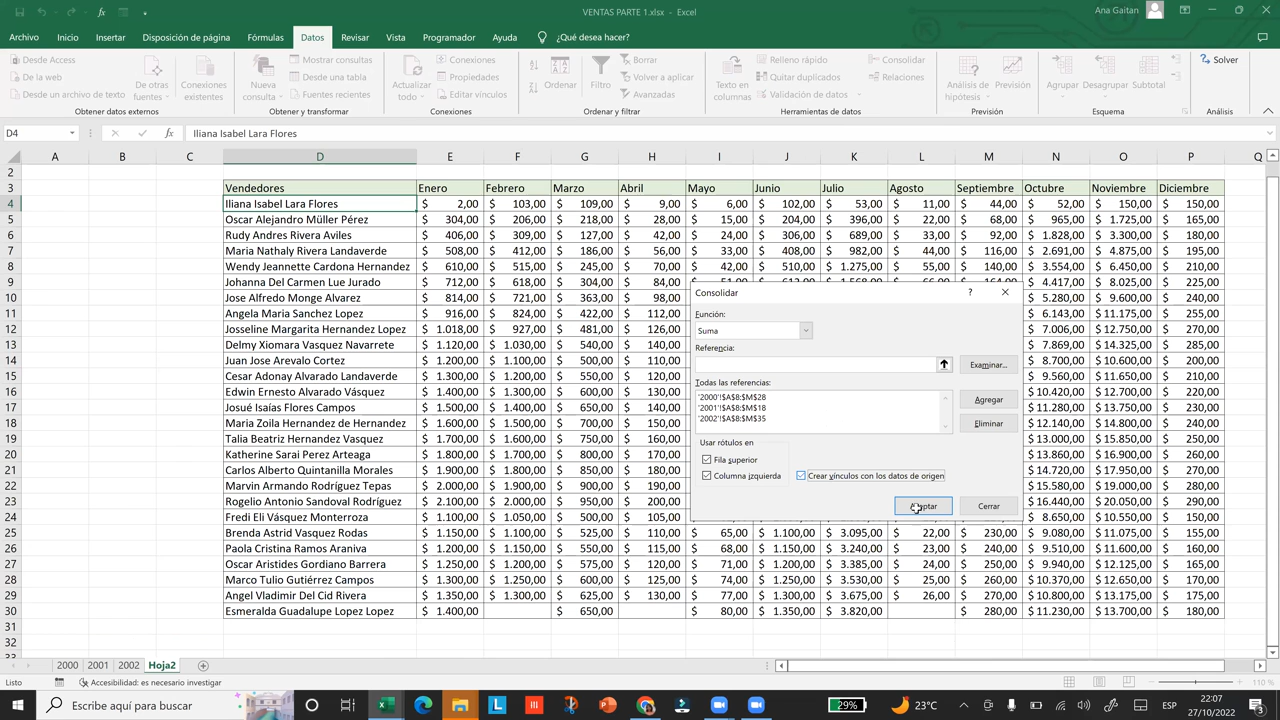 VENTAS PARTE 1.xlsx - Excel
Ana Gaitan
Archivo Inicio Insertar Disposición de página Fórmulas Datos Revisar Vista Programador Ayuda ¿Qué desea hacer?
Desde Access
De la web
Desde un archivo de texto
De otras fuentes
Conexiones existentes
Obtener datos externos
Nueva consulta
Mostrar consultas
Desde una tabla
Fuentes recientes
Obtener y transformar
Actualizar todo
Conexiones
Propiedades
Editar vínculos
Conexiones
Ordenar
Filtro
Borrar
Volver a aplicar
Avanzadas
Ordenar y filtrar
Texto en columnas
Relleno rápido
Quitar duplicados
Validación de datos
Consolidar
Relaciones
Herramientas de datos
Análisis de hipótesis
Previsión
Previsión
Agrupar Desagrupar Subtotal
Esquema
Solver
Análisis
D4 fx Iliana Isabel Lara Flores
A B C D E F G H I J K L M N O P Q
2
3 Vendedores Enero Febrero Marzo Abril Mayo Junio Julio Agosto Septiembre Octubre Noviembre Diciembre
4 Iliana Isabel Lara Flores $ 2,00 $ 103,00 $ 109,00 $ 9,00 $ 6,00 $ 102,00 $ 53,00 $ 11,00 $ 44,00 $ 52,00 $ 150,00 $ 150,00
5 Oscar Alejandro Müller Pérez $ 304,00 $ 206,00 $ 218,00 $ 28,00 $ 15,00 $ 204,00 $ 396,00 $ 22,00 $ 68,00 $ 965,00 $ 1.725,00 $ 165,00
6 Rudy Andres Rivera Aviles $ 406,00 $ 309,00 $ 127,00 $ 42,00 $ 24,00 $ 306,00 $ 689,00 $ 33,00 $ 92,00 $ 1.828,00 $ 3.300,00 $ 180,00
7 Maria Nathaly Rivera Landaverde $ 508,00 $ 412,00 $ 186,00 $ 56,00 $ 33,00 $ 408,00 $ 982,00 $ 44,00 $ 116,00 $ 2.691,00 $ 4.875,00 $ 195,00
8 Wendy Jeannette Cardona Hernandez $ 610,00 $ 515,00 $ 245,00 $ 70,00 $ 42,00 $ 510,00 $ 1.275,00 $ 55,00 $ 140,00 $ 3.554,00 $ 6.450,00 $ 210,00
9 Johanna Del Carmen Lue Jurado $ 712,00 $ 618,00 $ 304,00 $ 84,00 $ 4.417,00 $ 8.025,00 $ 225,00
10 Jose Alfredo Monge Alvarez $ 814,00 $ 721,00 $ 363,00 $ 98,00 $ 5.280,00 $ 9.600,00 $ 240,00
11 Angela Maria Sanchez Lopez $ 916,00 $ 824,00 $ 422,00 $ 112,00 $ 6.143,00 $ 11.175,00 $ 255,00
12 Josseline Margarita Hernandez Lopez $ 1.018,00 $ 927,00 $ 481,00 $ 126,00 $ 7.006,00 $ 12.750,00 $ 270,00
13 Delmy Xiomara Vasquez Navarrete $ 1.120,00 $ 1.030,00 $ 540,00 $ 140,00 $ 7.869,00 $ 14.325,00 $ 285,00
14 Juan Jose Arevalo Cortez $ 1.200,00 $ 1.100,00 $ 500,00 $ 110,00 $ 8.700,00 $ 10.600,00 $ 200,00
15 Cesar Adonay Alvarado Landaverde $ 1.300,00 $ 1.200,00 $ 550,00 $ 120,00 $ 9.560,00 $ 11.650,00 $ 210,00
16 Edwin Ernesto Alvarado Vásquez $ 1.400,00 $ 1.300,00 $ 600,00 $ 130,00 $ 10.420,00 $ 12.700,00 $ 220,00
17 Josué Isaías Flores Campos $ 1.500,00 $ 1.400,00 $ 650,00 $ 140,00 $ 11.280,00 $ 13.750,00 $ 230,00
18 Maria Zoila Hernandez de Hernandez $ 1.600,00 $ 1.500,00 $ 700,00 $ 150,00 $ 12.140,00 $ 14.800,00 $ 240,00
19 Talia Beatriz Hernandez Vasquez $ 1.700,00 $ 1.600,00 $ 750,00 $ 160,00 $ 13.000,00 $ 15.850,00 $ 250,00
20 Katherine Sarai Perez Arteaga $ 1.800,00 $ 1.700,00 $ 800,00 $ 170,00 $ 13.860,00 $ 16.900,00 $ 260,00
21 Carlos Alberto Quintanilla Morales $ 1.900,00 $ 1.800,00 $ 850,00 $ 180,00 $ 14.720,00 $ 17.950,00 $ 270,00
22 Marvin Armando Rodríguez Tepas $ 2.000,00 $ 1.900,00 $ 900,00 $ 190,00 $ 15.580,00 $ 19.000,00 $ 280,00
23 Rogelio Antonio Sandoval Rodríguez $ 2.100,00 $ 2.000,00 $ 950,00 $ 200,00 $ 16.440,00 $ 20.050,00 $ 290,00
24 Fredi Eli Vásquez Monterroza $ 1.100,00 $ 1.050,00 $ 500,00 $ 105,00 $ 8.650,00 $ 10.550,00 $ 150,00
25 Brenda Astrid Vasquez Rodas $ 1.150,00 $ 1.100,00 $ 525,00 $ 110,00 $ 65,00 $ 1.100,00 $ 3.095,00 $ 22,00 $ 230,00 $ 9.080,00 $ 11.075,00 $ 155,00
26 Paola Cristina Ramos Araniva $ 1.200,00 $ 1.150,00 $ 550,00 $ 115,00 $ 68,00 $ 1.150,00 $ 3.240,00 $ 23,00 $ 240,00 $ 9.510,00 $ 11.600,00 $ 160,00
27 Oscar Aristides Gordiano Barrera $ 1.250,00 $ 1.200,00 $ 575,00 $ 120,00 $ 71,00 $ 1.200,00 $ 3.385,00 $ 24,00 $ 250,00 $ 9.940,00 $ 12.125,00 $ 165,00
28 Marco Tulio Gutiérrez Campos $ 1.300,00 $ 1.250,00 $ 600,00 $ 125,00 $ 74,00 $ 1.250,00 $ 3.530,00 $ 25,00 $ 260,00 $ 10.370,00 $ 12.650,00 $ 170,00
29 Angel Vladimir Del Cid Rivera $ 1.350,00 $ 1.300,00 $ 625,00 $ 130,00 $ 77,00 $ 1.300,00 $ 3.675,00 $ 26,00 $ 270,00 $ 10.800,00 $ 13.175,00 $ 175,00
30 Esmeralda Guadalupe Lopez Lopez $ 1.400,00 $ 650,00 $ 80,00 $ 1.350,00 $ 3.820,00 $ 280,00 $ 11.230,00 $ 13.700,00 $ 180,00
31
32
33
Consolidar ?
Función:
Suma
Referencia:
Examinar...
Todas las referencias:
'2000'!$A$8:$M$28
'2001'!$A$8:$M$18
'2002'!$A$8:$M$35
Agregar
Eliminar
Usar rótulos en
Fila superior
Columna izquierda
Crear vínculos con los datos de origen
Aceptar
Cerrar
2000 2001 2002 Hoja2
Listo Accesibilidad: es necesario investigar 110 %
Escribe aquí para buscar
29%
23°C
ESP
22:07
27/10/2022
3